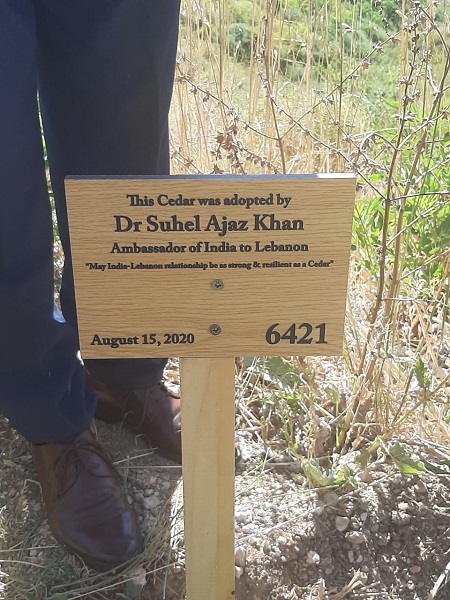 This Cedar was adopted by
Dr Suhel Ajaz Khan
Ambassador of India to Lebanon
"May India-Lebanon relationship be as strong & resilient as a Cedar"
August 15, 2020 6421